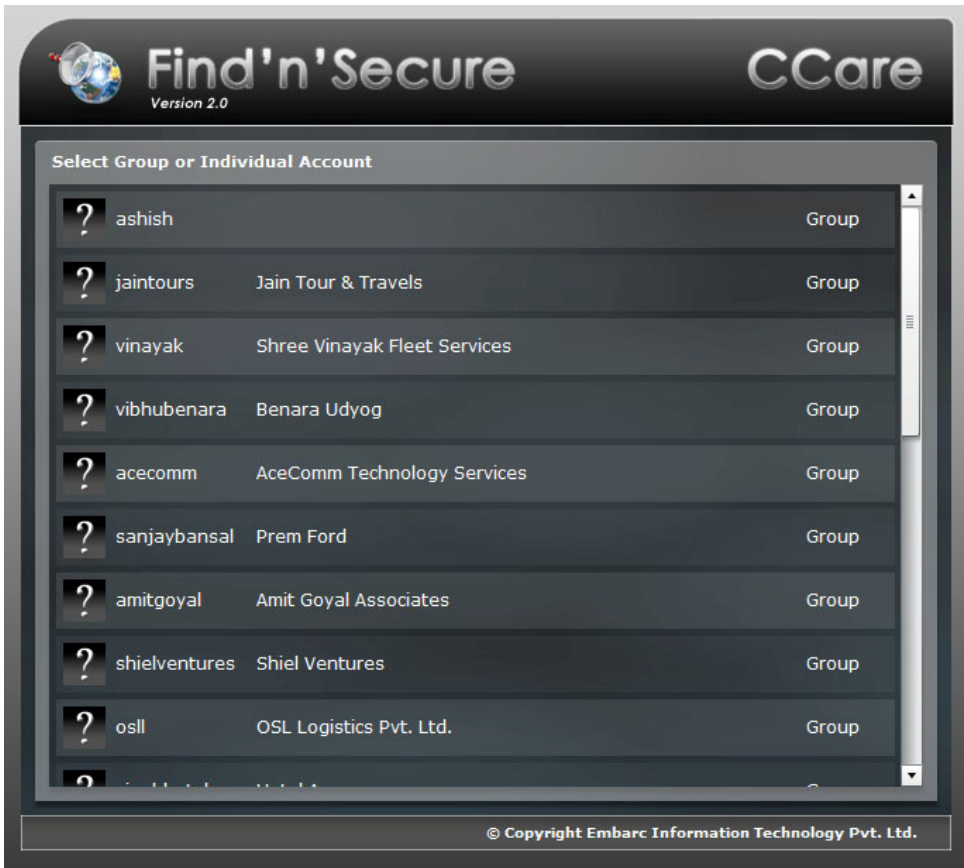 Find'n'Secure CCare
Version 2.0
Select Group or Individual Account
? ashish Group
? jaintours Jain Tour & Travels Group
? vinayak Shree Vinayak Fleet Services Group
? vibhubenara Benara Udyog Group
? acecomm AceComm Technology Services Group
? sanjaybansal Prem Ford Group
? amitgoyal Amit Goyal Associates Group
? shielventures Shiel Ventures Group
? osll OSL Logistics Pvt. Ltd. Group
© Copyright Embarc Information Technology Pvt. Ltd.